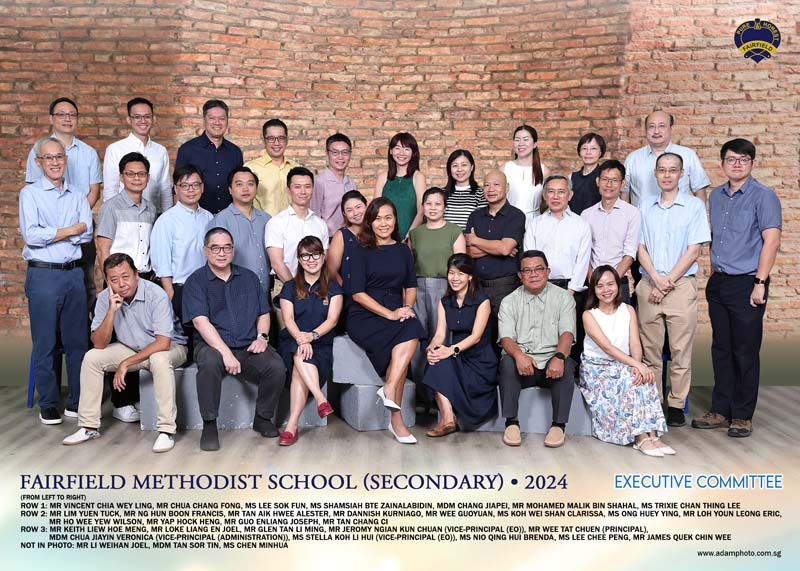 PURE HONEST
FAIRFIELD
FAIRFIELD METHODIST SCHOOL (SECONDARY) • 2024 EXECUTIVE COMMITTEE
(FROM LEFT TO RIGHT)
ROW 1: MR VINCENT CHIA WEY LING, MR CHUA CHANG FONG, MS LEE SOK FUN, MS SHAMSIAH BTE ZAINALABIDIN, MDM CHANG JIAPEI, MR MOHAMED MALIK BIN SHAHAL, MS TRIXIE CHAN THING LEE
ROW 2: MR LIM YUEN TUCK, MR NG HUN BOON FRANCIS, MR TAN AIK HWEE ALESTER, MR DANNISH KURNIAGO, MR WEE GUOYUAN, MS KOH WEI SHAN CLARISSA, MS ONG HUEY YING, MR LOH YOUN LEONG ERIC,
MR HO WEE YEW WILSON, MR YAP HOCK HENG, MR GUO ENLIANG JOSEPH, MR TAN CHANG CI
ROW 3: MR KEITH LIEW HOE MENG, MR LOKE LIANG EN JOEL, MR GLEN TAN LI MING, MR JEROMY NGIAN KUN CHUAN (VICE-PRINCIPAL (EO)), MR WEE TAT CHUEN (PRINCIPAL),
MDM CHUA JIAYIN VERONICA (VICE-PRINCIPAL (ADMINISTRATION)), MS STELLA KOH LI HUI (VICE-PRINCIPAL (EO)), MS NIO QING HUI BRENDA, MS LEE CHEE PENG, MR JAMES QUEK CHIN WEE
NOT IN PHOTO: MR LI WEIHAN JOEL, MDM TAN SOR TIN, MS CHEN MINHUA
www.adamphoto.com.sg